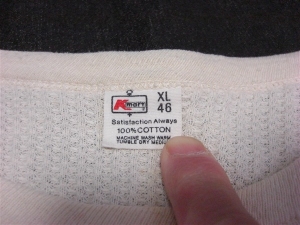 Kmart
XL
46
Satisfaction Always
100% COTTON
MACHINE WASH WARM
TUMBLE DRY MEDIUM